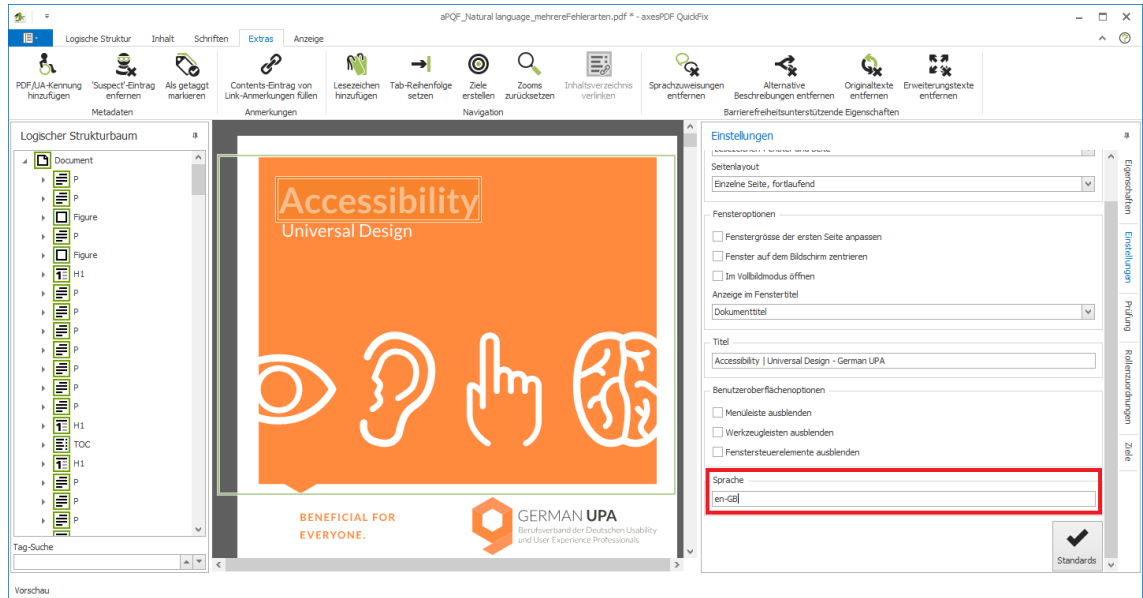 aPQF_Natural language_mehrereFehlerarten.pdf * - axesPDF QuickFix
Logische Struktur Inhalt Schriften Extras Anzeige
PDF/UA-Kennung hinzufügen
'Suspect'-Eintrag entfernen
Als getaggt markieren
Contents-Eintrag von Link-Anmerkungen füllen
Lesezeichen hinzufügen
Tab-Reihenfolge setzen
Ziele erstellen
Zooms zurücksetzen
Inhaltsverzeichnis verlinken
Sprachzuweisungen entfernen
Alternative Beschreibungen entfernen
Originaltexte entfernen
Erweiterungstexte entfernen
Metadaten
Anmerkungen
Navigation
Barrierefreiheitsunterstützende Eigenschaften
Logischer Strukturbaum
Document
P
P
Figure
P
Figure
H1
P
P
P
P
P
P
P
H1
TOC
H1
P
P
P
Tag-Suche
Vorschau
Accessibility
Universal Design
BENEFICIAL FOR
EVERYONE.
GERMAN UPA
Berufsverband der Deutschen Usability
und User Experience Professionals
Einstellungen
Seitenlayout
Einzelne Seite, fortlaufend
Fensteroptionen
Fenstergrösse der ersten Seite anpassen
Fenster auf dem Bildschirm zentrieren
Im Vollbildmodus öffnen
Anzeige im Fenstertitel
Dokumenttitel
Titel
Accessibility | Universal Design - German UPA
Benutzeroberflächenoptionen
Menüleiste ausblenden
Werkzeugleisten ausblenden
Fenstersteuerelemente ausblenden
Sprache
en-GB
Standards
Eigenschaften
Einstellungen
Prüfung
Rollenzuordnungen
Ziele